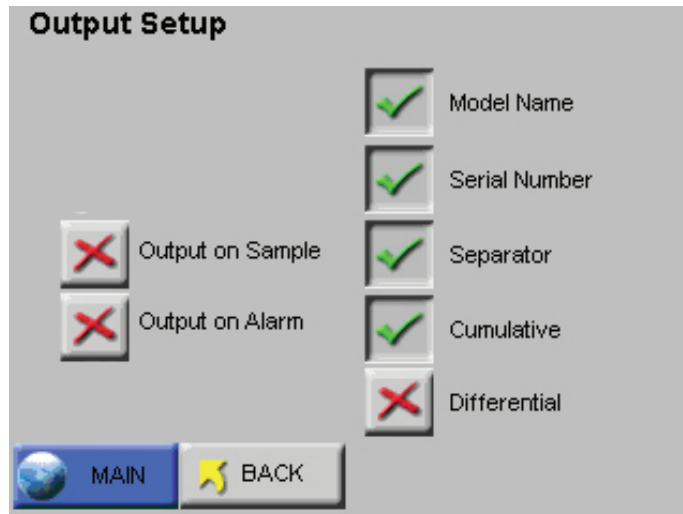 Output Setup
Model Name
Serial Number
Output on Sample
Separator
Output on Alarm
Cumulative
Differential
MAIN
BACK